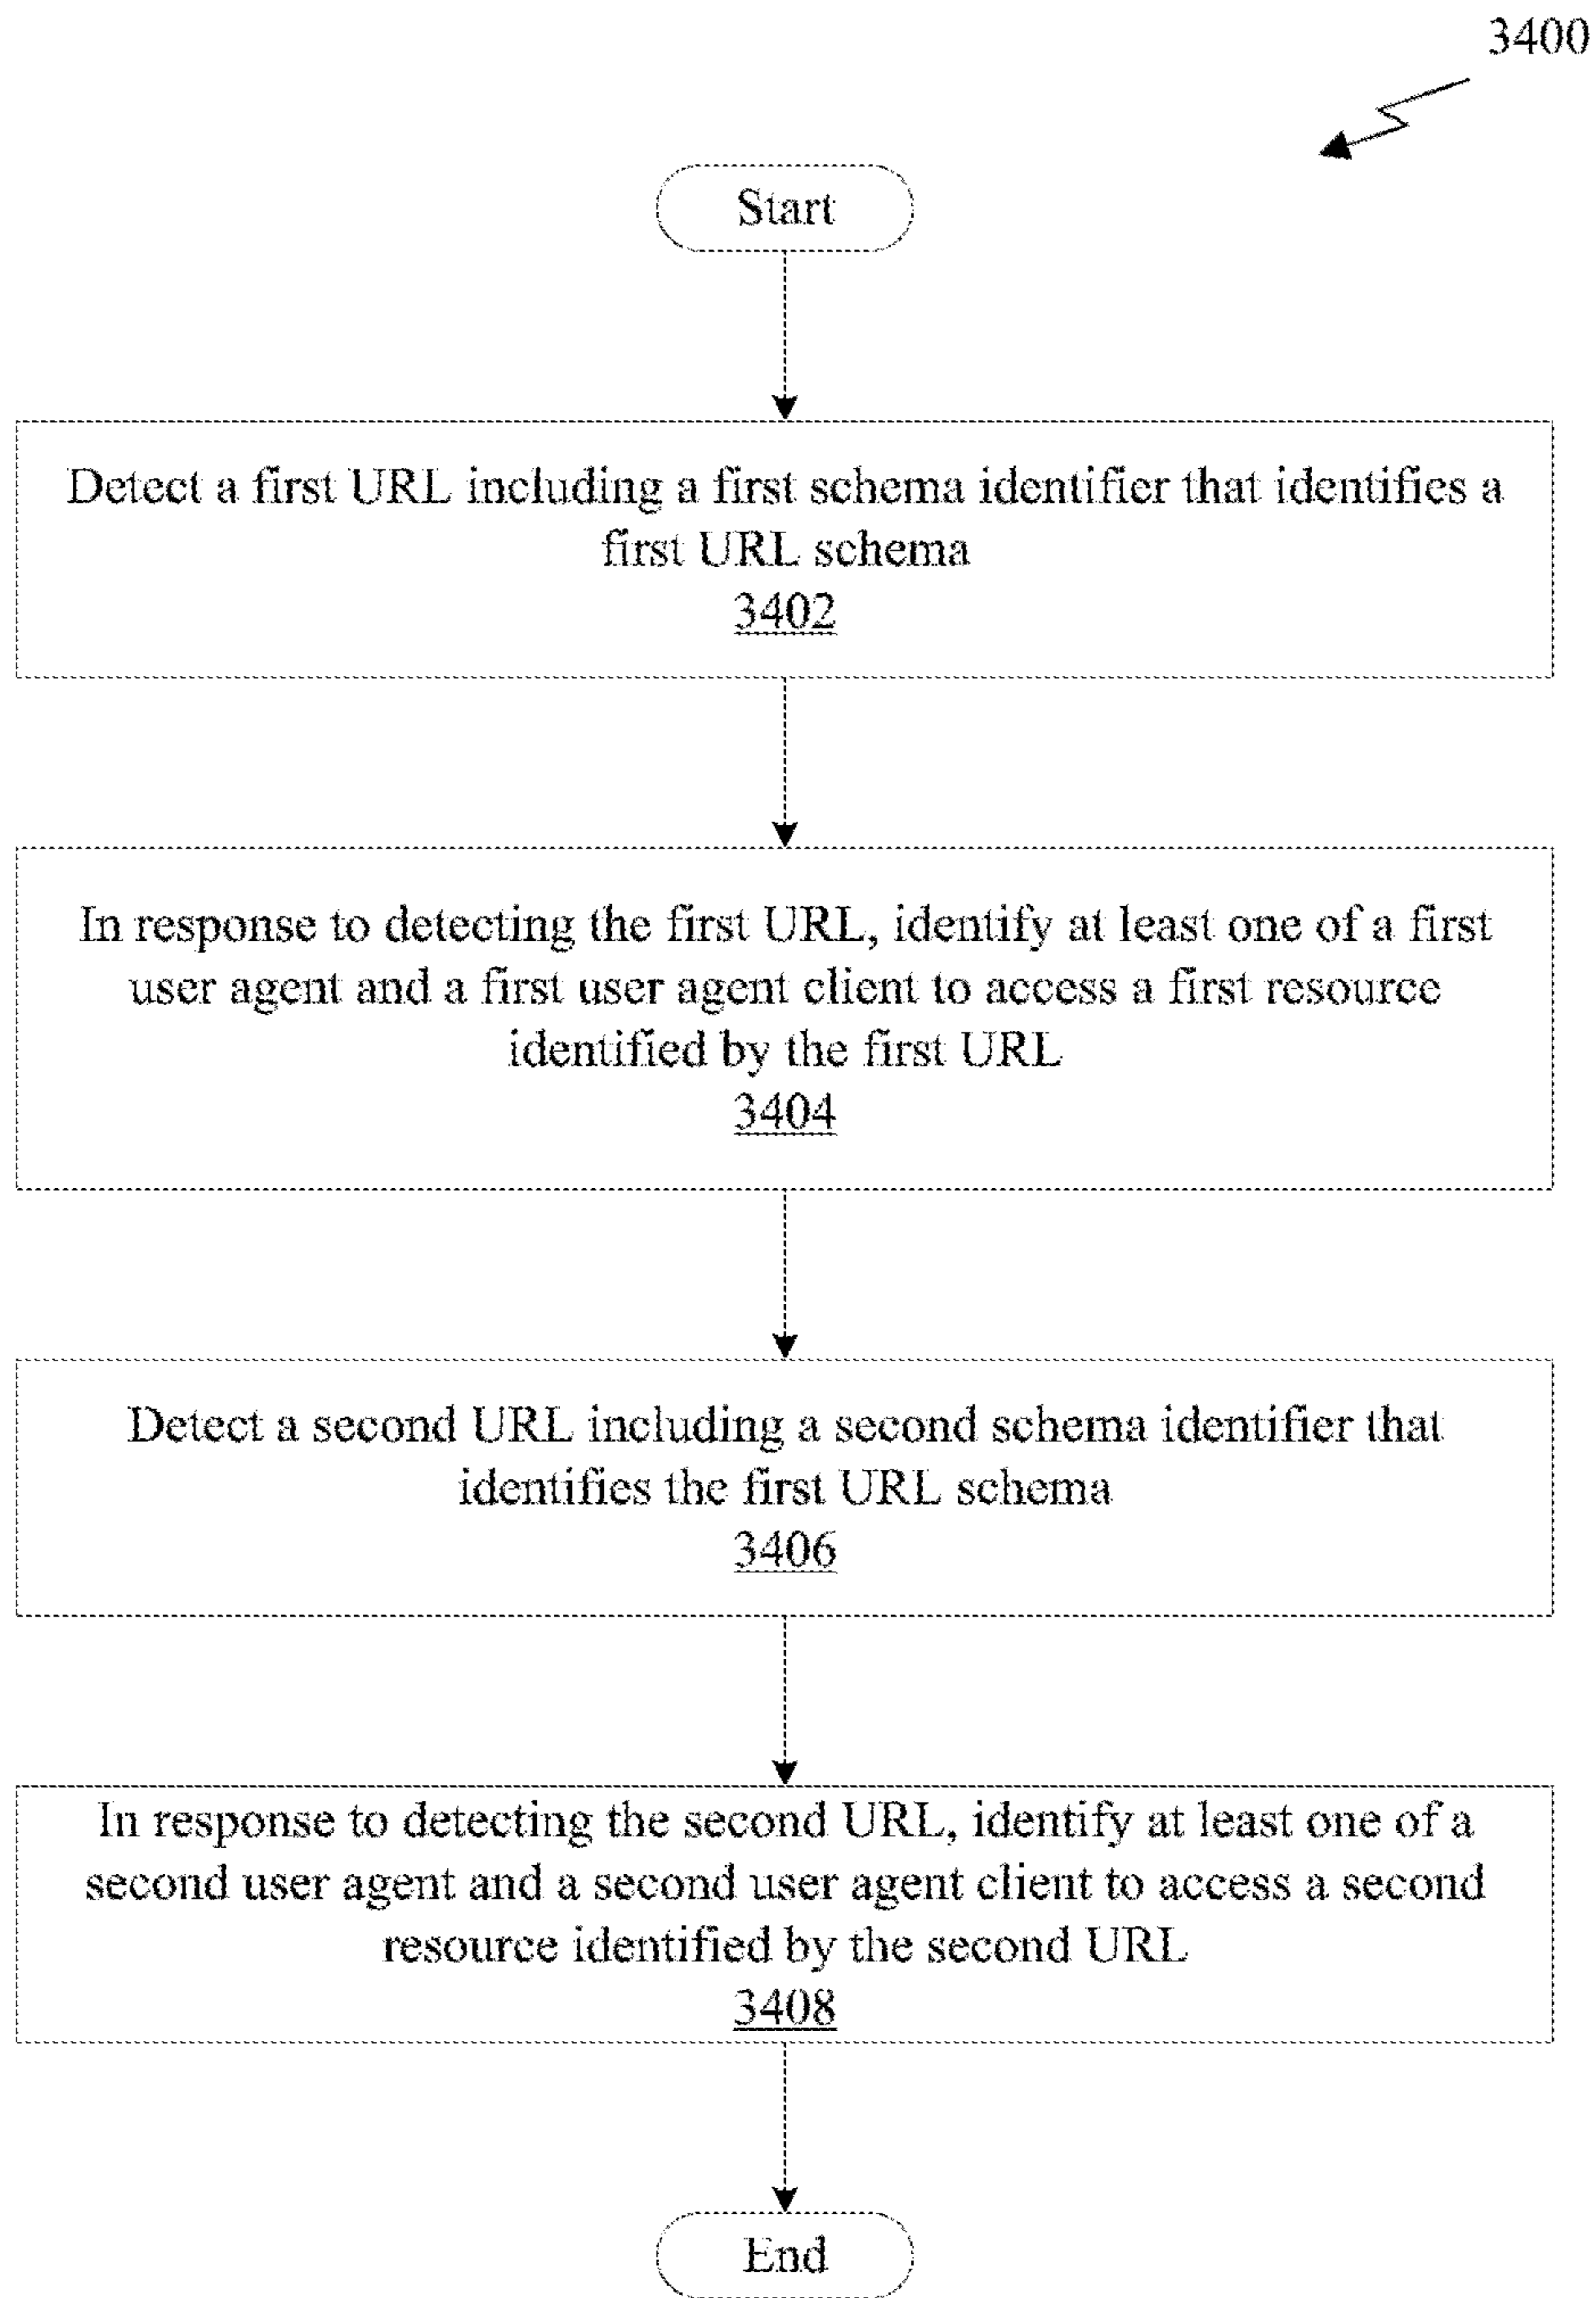 3400
Start
Detect a first URL including a first schema identifier that identifies a
first URL schema
3402
In response to detecting the first URL, identify at least one of a first
user agent and a first user agent client to access a first resource
identified by the first URL
3404
Detect a second URL including a second schema identifier that
identifies the first URL schema
3406
In response to detecting the second URL, identify at least one of a
second user agent and a second user agent client to access a second
resource identified by the second URL
3408
End